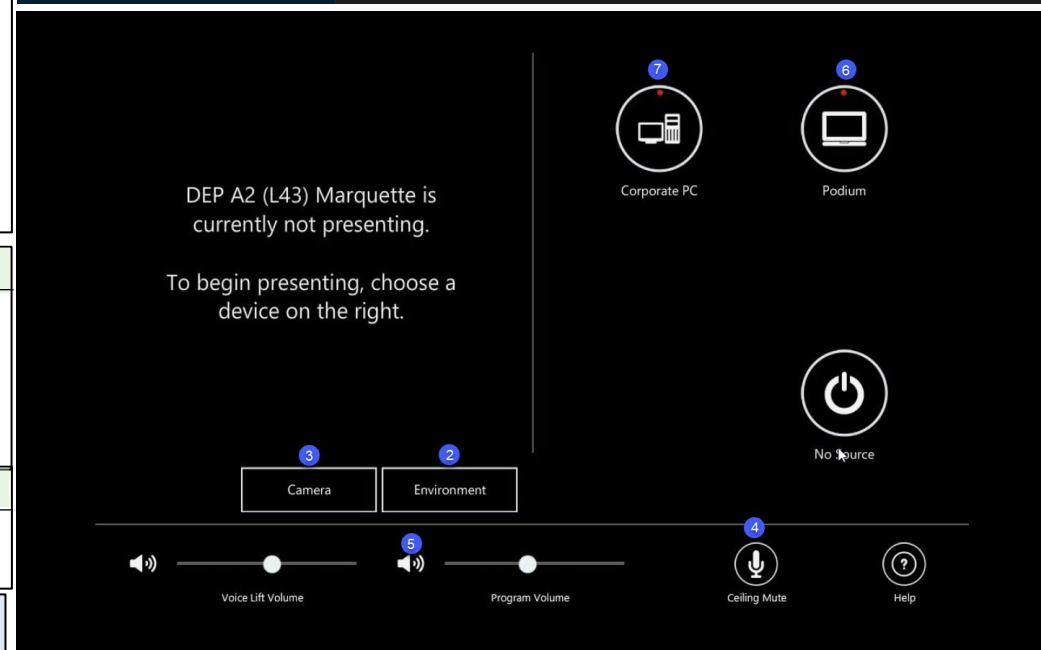 7
6
Corporate PC
Podium
DEP A2 (L43) Marquette is
currently not presenting.
To begin presenting, choose a
device on the right.
No Source
3
2
Camera
Environment
5
4
Voice Lift Volume
Program Volume
Ceiling Mute
?
Help